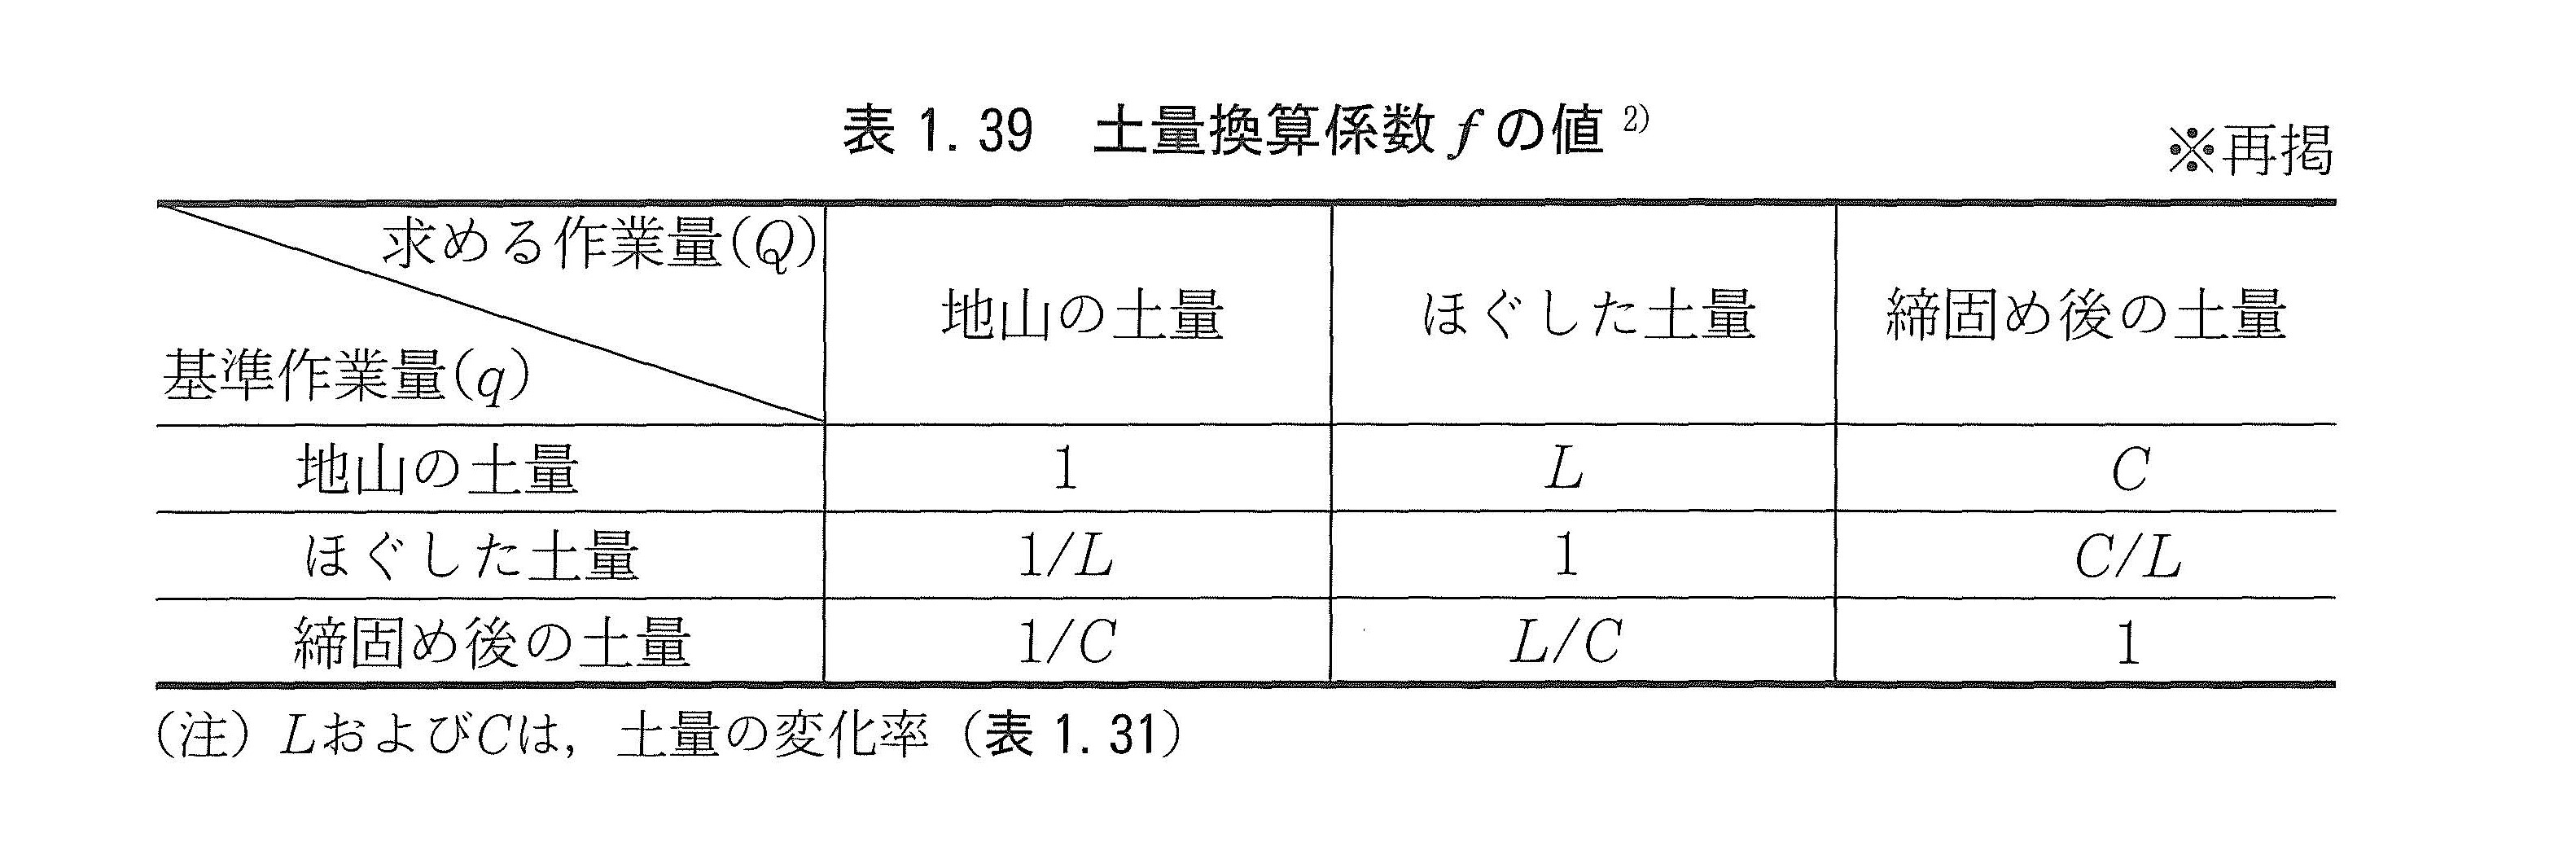 表 1.39　土量換算係数 f の値 2)
※再掲
求める作業量(Q)
基準作業量(q)
地山の土量　ほぐした土量　締固め後の土量
地山の土量　1　L　C
ほぐした土量　1/L　1　C/L
締固め後の土量　1/C　L/C　1
(注) LおよびCは，土量の変化率（表 1.31）